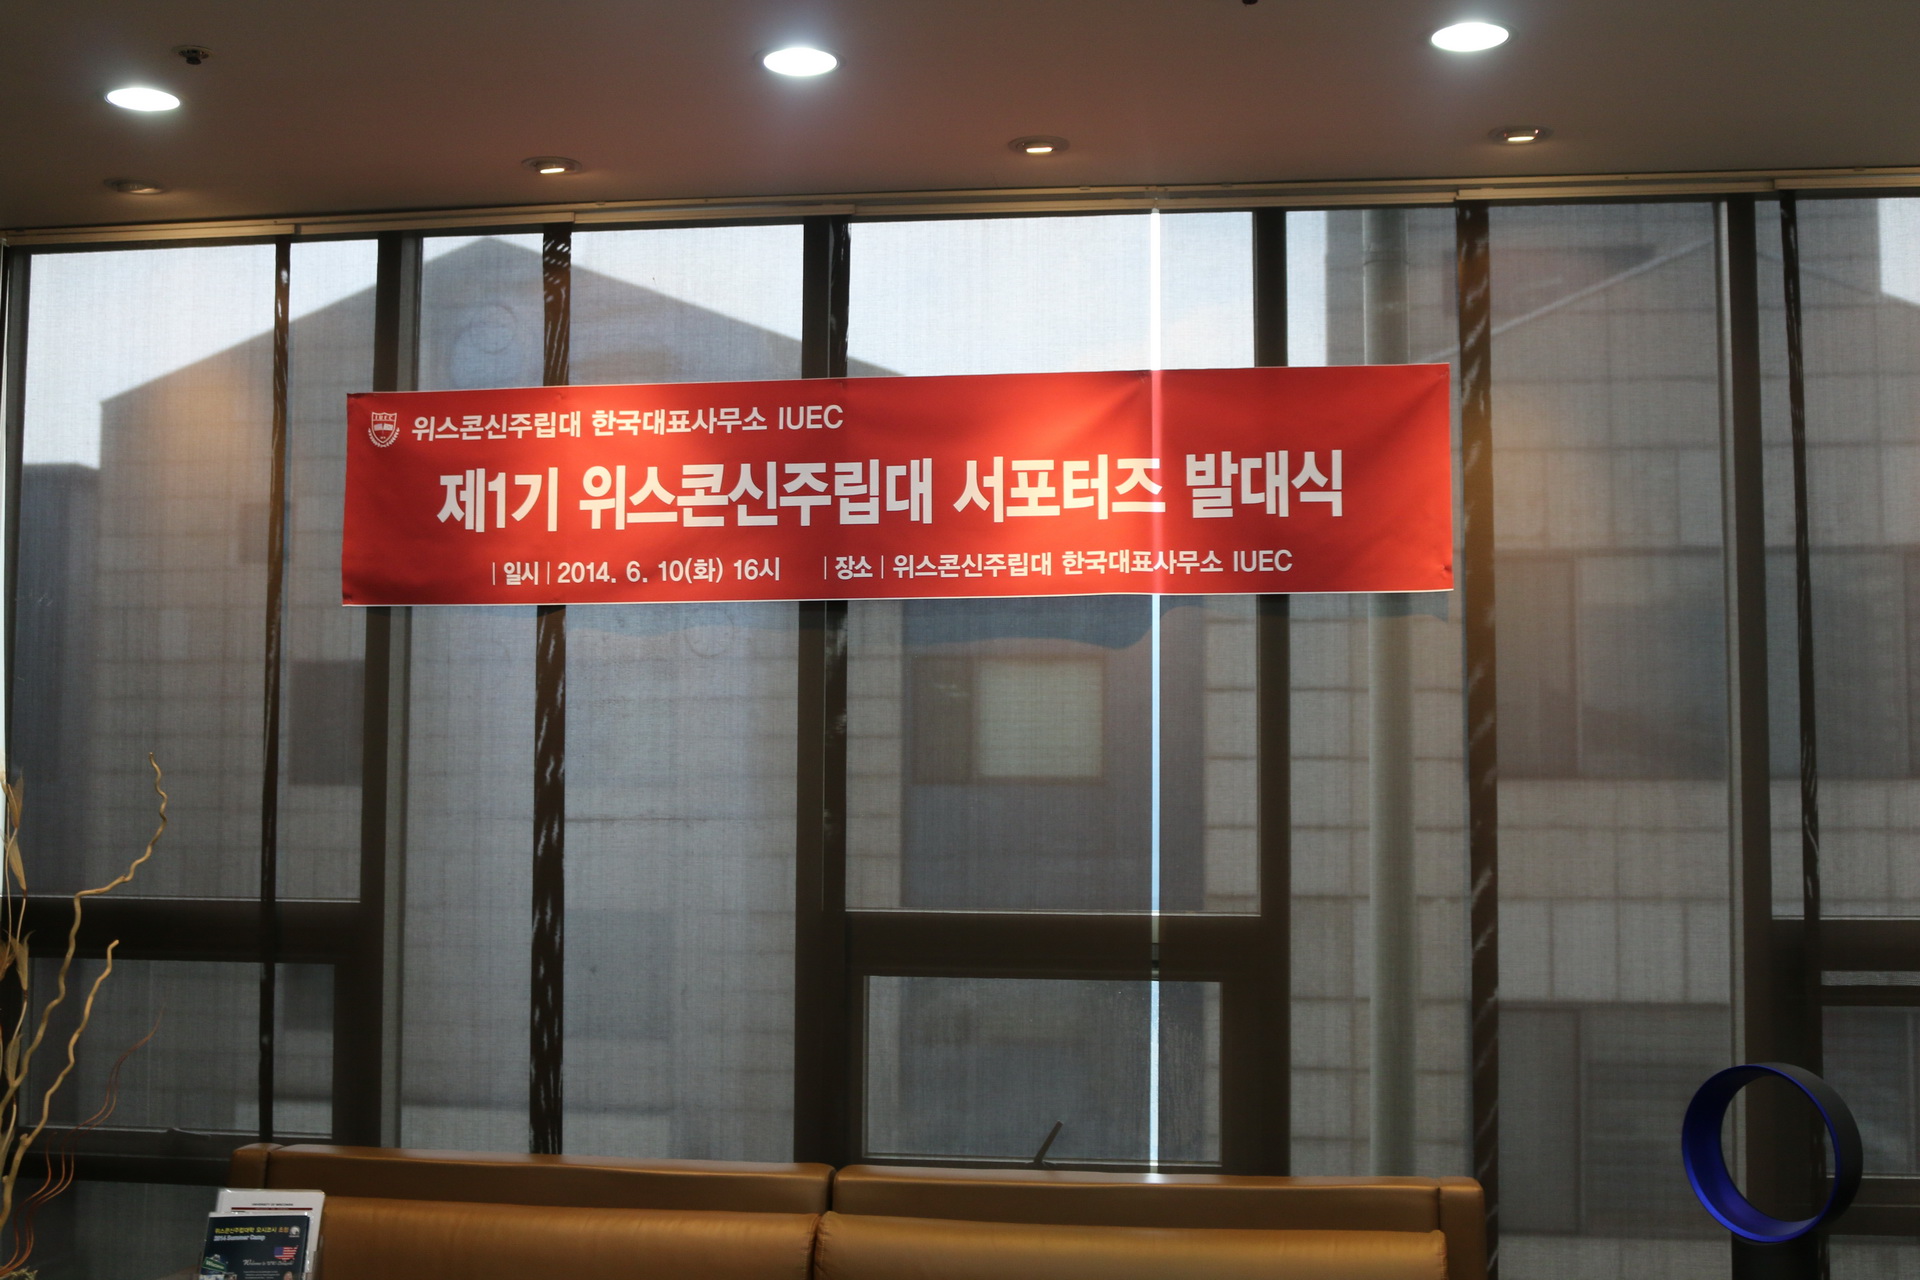 위스콘신주립대 한국대표사무소 IUEC
제1기 위스콘신주립대 서포터즈 발대식
| 일시 | 2014. 6. 10(화) 16시 | 장소 | 위스콘신주립대 한국대표사무소 IUEC
2014 Summer Camp